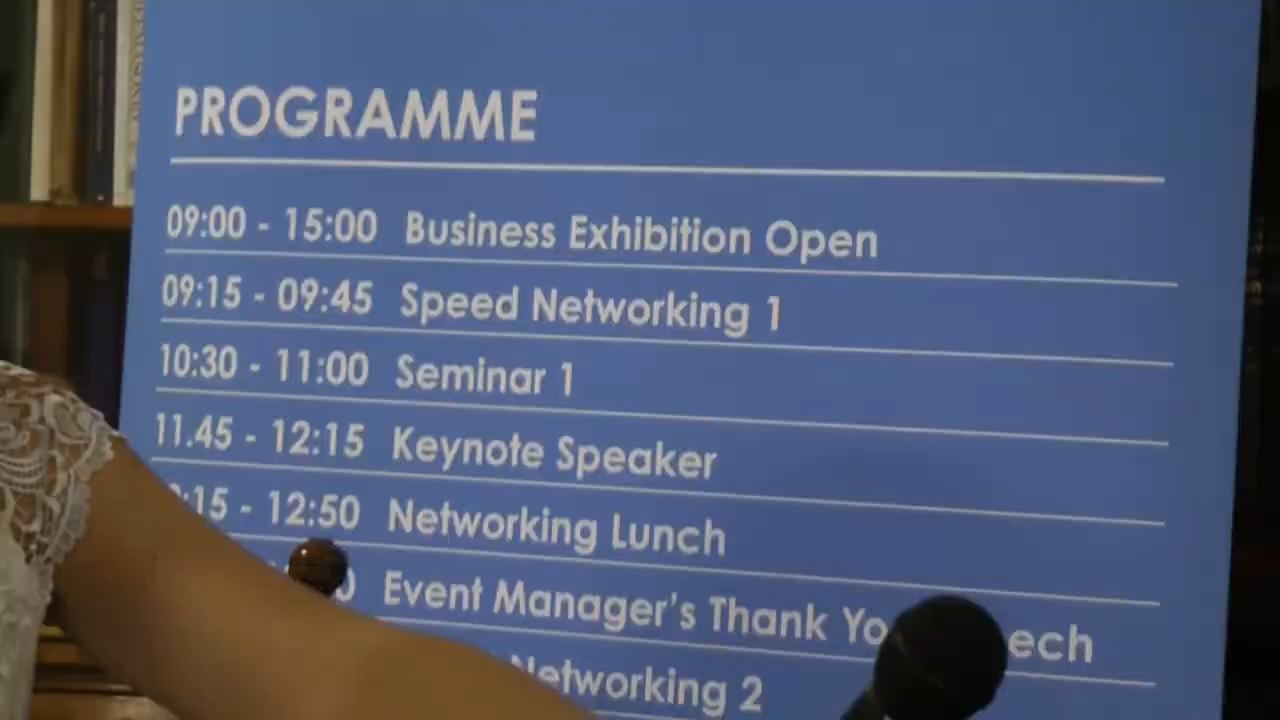 PROGRAMME
09:00 - 15:00 Business Exhibition Open
09:15 - 09:45 Speed Networking 1
10:30 - 11:00 Seminar 1
11.45 - 12:15 Keynote Speaker
:15 - 12:50 Networking Lunch
Event Manager's Thank
Networking 2